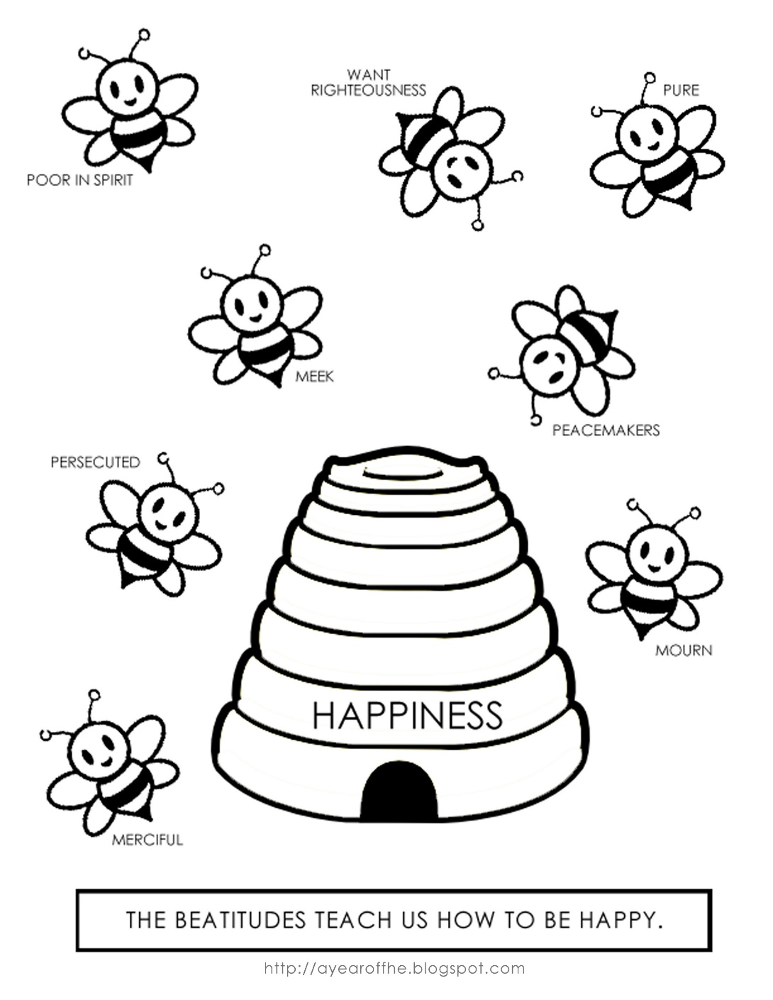 WANT
RIGHTEOUSNESS
PURE
POOR IN SPIRIT
MEEK
PEACEMAKERS
PERSECUTED
MOURN
HAPPINESS
MERCIFUL
THE BEATITUDES TEACH US HOW TO BE HAPPY.
http://ayearoffhe.blogspot.com